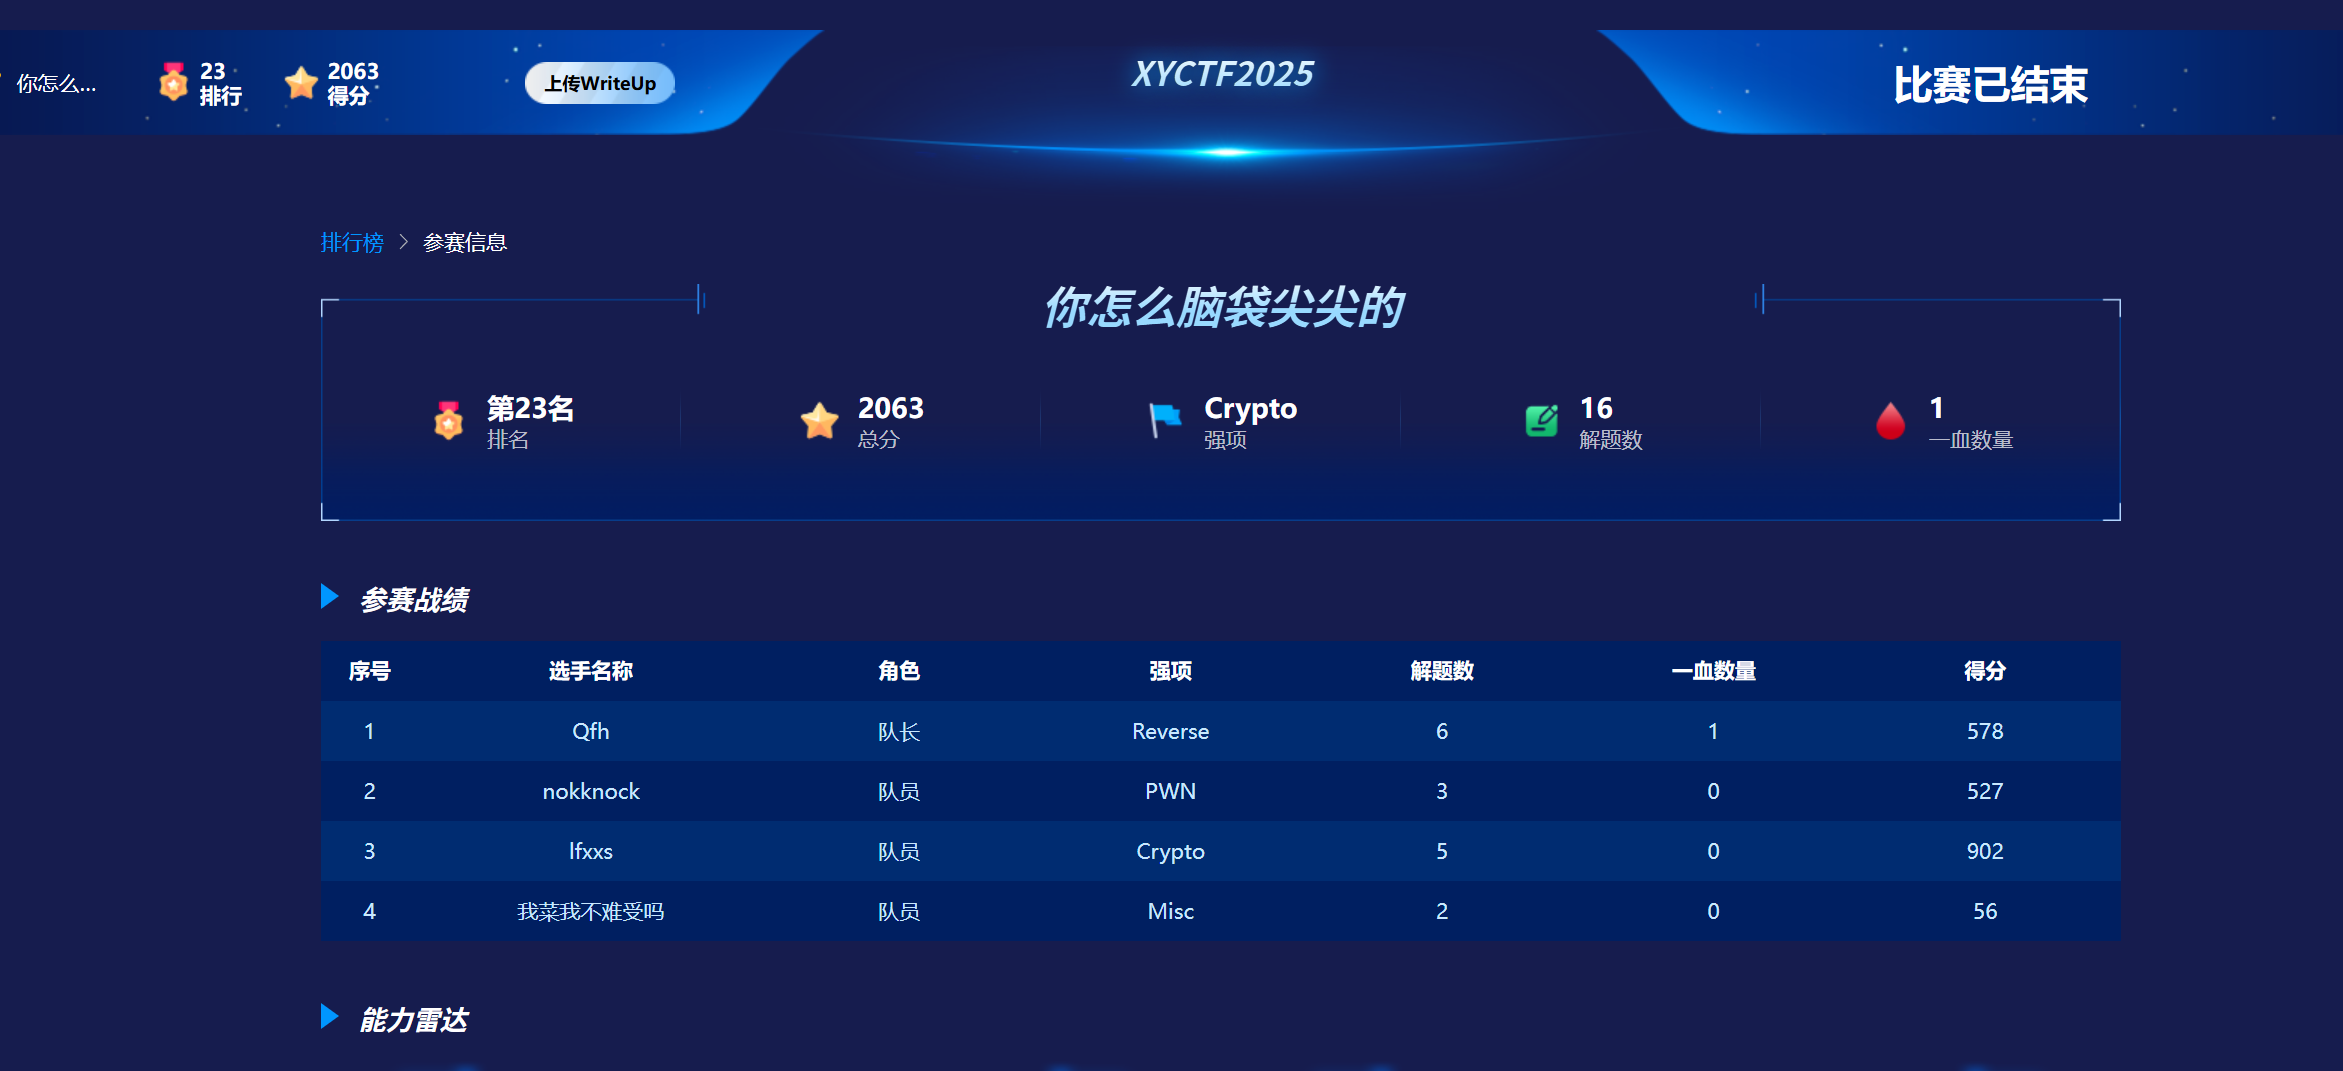 你怎么...
23
排行
2063
得分
上传WriteUp
XYCTF2025
比赛已结束
排行榜 > 参赛信息
你怎么脑袋尖尖的
第23名
排名
2063
总分
Crypto
强项
16
解题数
1
一血数量
参赛战绩
序号 选手名称 角色 强项 解题数 一血数量 得分
1 Qfh 队长 Reverse 6 1 578
2 nokknock 队员 PWN 3 0 527
3 lfxxs 队员 Crypto 5 0 902
4 我菜我不难受吗 队员 Misc 2 0 56
能力雷达